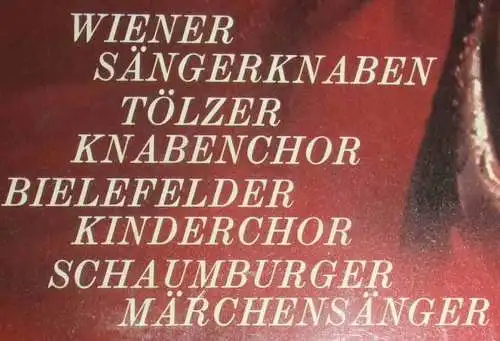 WIENER
SÄNGERKNABEN
TÖLZER
KNABENCHOR
BIELEFELDER
KINDERCHOR
SCHAUMBURGER
MÄRCHENSÄNGER